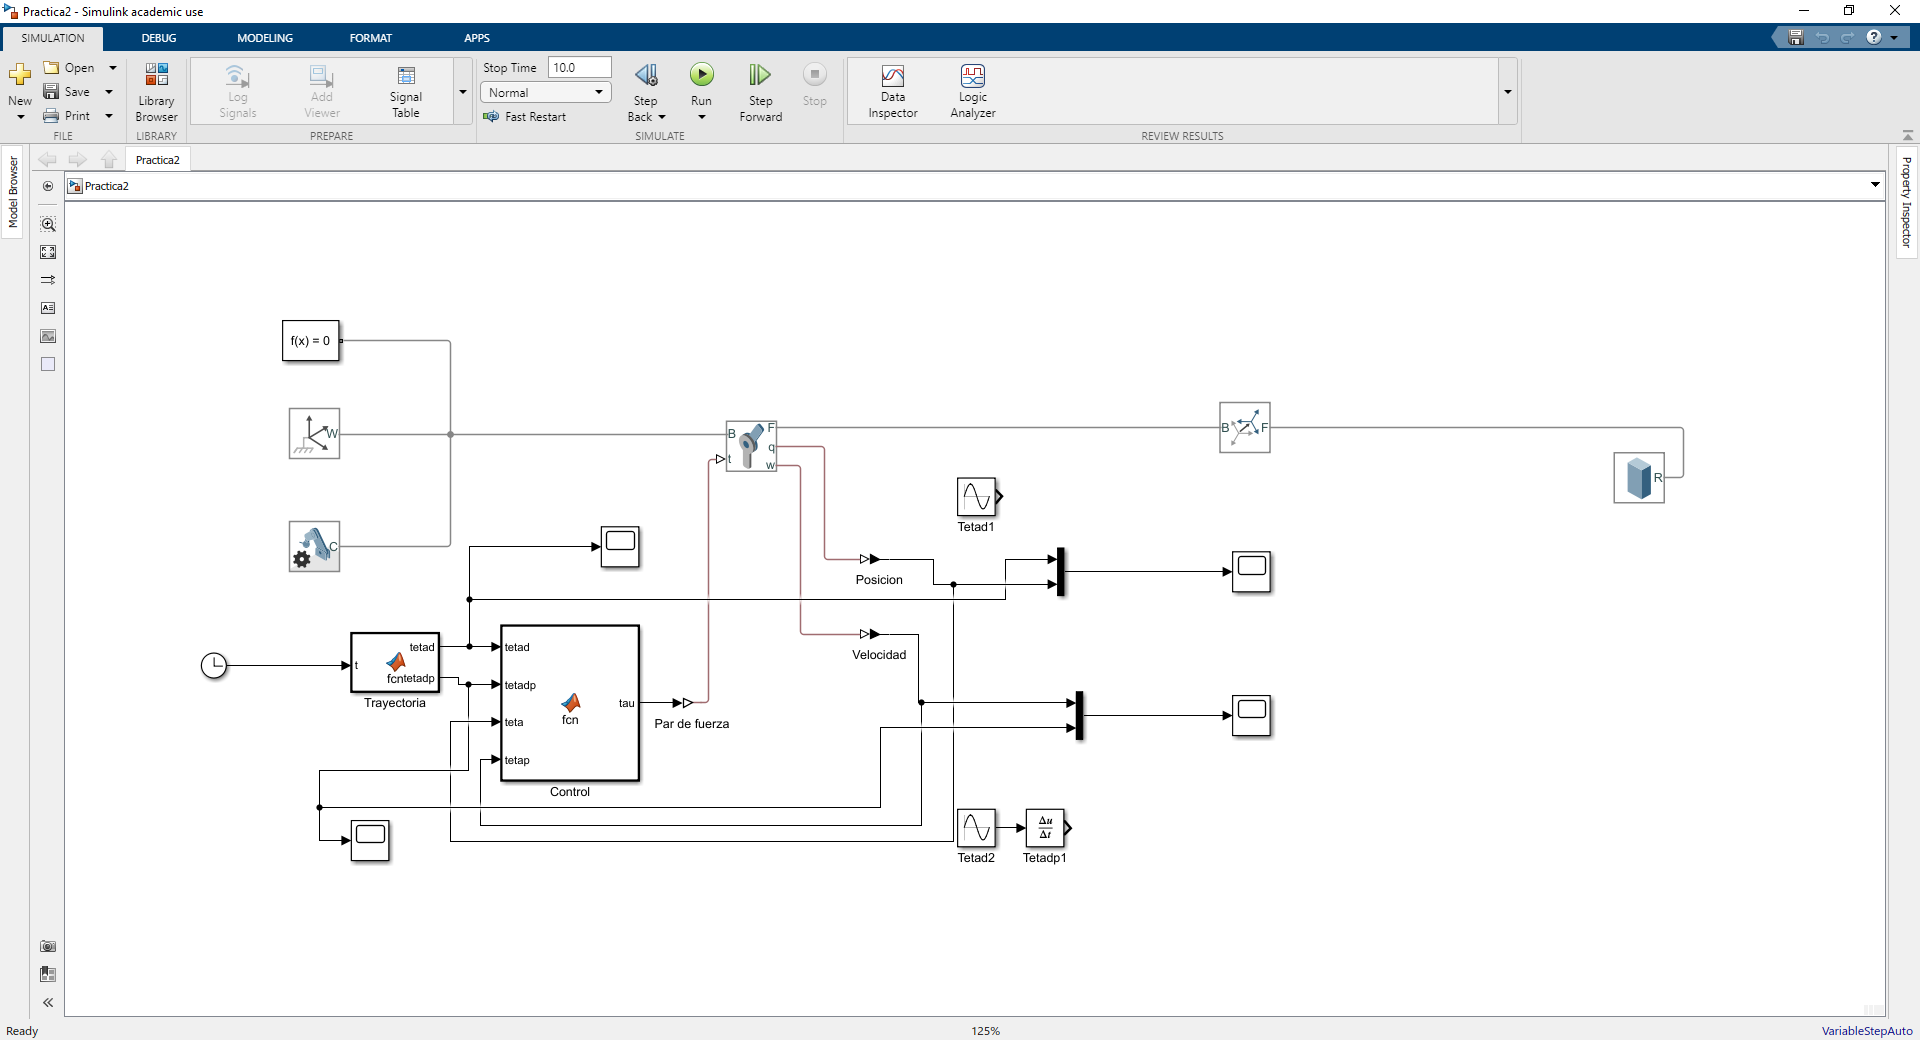 Practica2 - Simulink academic use
SIMULATION
DEBUG
MODELING
FORMAT
APPS
New
Open
Save
Print
FILE
Library
Browser
LIBRARY
Log
Signals
Add
Viewer
Signal
Table
PREPARE
Stop Time 10.0
Normal
Fast Restart
Step
Back
Run
Step
Forward
Stop
SIMULATE
Data
Inspector
Logic
Analyzer
REVIEW RESULTS
Model Browser
Practica2
Practica2
Property Inspector
f(x) = 0
W
C
B
F
q
w
t
B
F
R
Tetad1
Posicion
Velocidad
t
tetad
fcn
tetadp
Trayectoria
tetad
tetadp
teta
tetap
fcn
tau
Control
Par de fuerza
Tetad2
Δu
Δt
Tetadp1
Ready
125%
VariableStepAuto